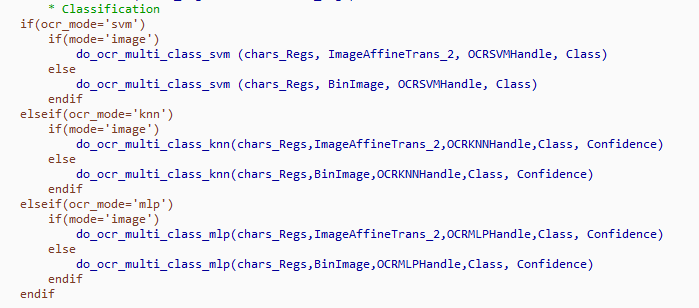 * Classification
if(ocr_mode='svm')
if(mode='image')
do_ocr_multi_class_svm (chars_Regs, ImageAffineTrans_2, OCRSVMHandle, Class)
else
do_ocr_multi_class_svm (chars_Regs, BinImage, OCRSVMHandle, Class)
endif
elseif(ocr_mode='knn')
if(mode='image')
do_ocr_multi_class_knn(chars_Regs,ImageAffineTrans_2,OCRKNNHandle,Class, Confidence)
else
do_ocr_multi_class_knn(chars_Regs,BinImage,OCRKNNHandle,Class, Confidence)
endif
elseif(ocr_mode='mlp')
if(mode='image')
do_ocr_multi_class_mlp(chars_Regs,ImageAffineTrans_2,OCRMLPHandle,Class, Confidence)
else
do_ocr_multi_class_mlp(chars_Regs,BinImage,OCRMLPHandle,Class, Confidence)
endif
endif